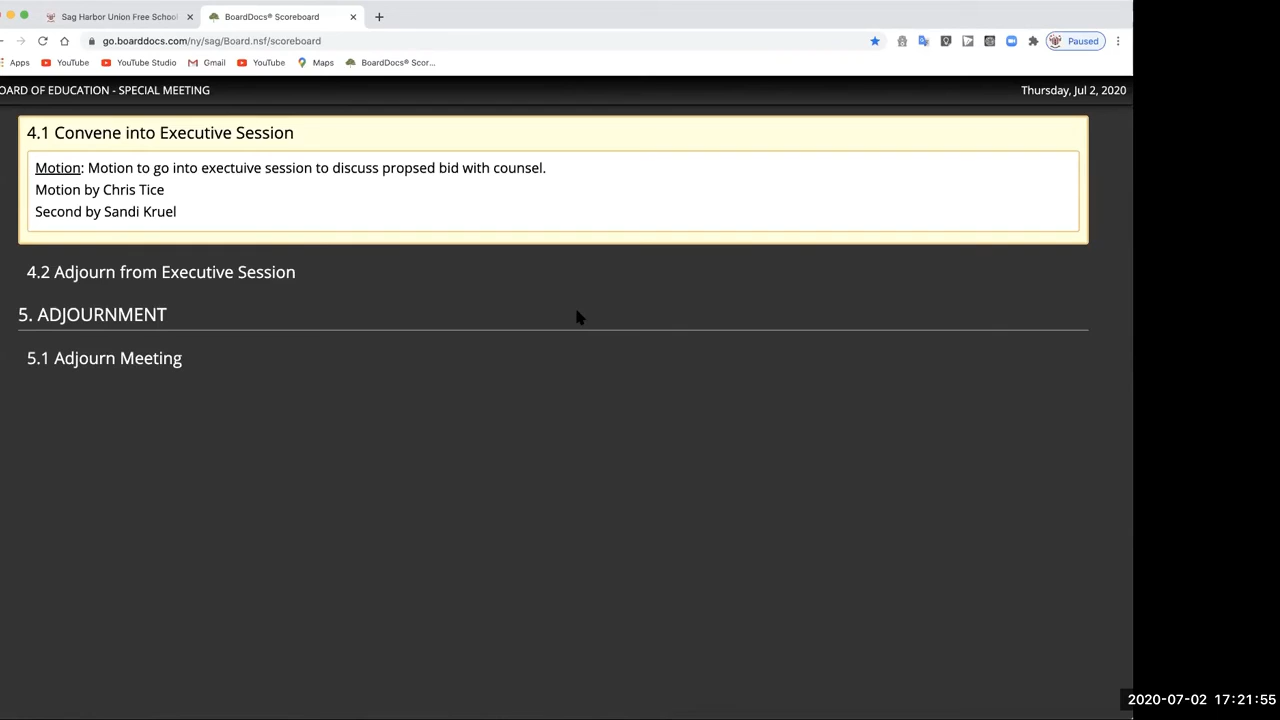 Sag Harbor Union Free School
BoardDocs® Scoreboard
go.boarddocs.com/ny/sag/Board.nsf/scoreboard
Paused
Apps YouTube YouTube Studio Gmail YouTube Maps BoardDocs® Scor...
OARD OF EDUCATION - SPECIAL MEETING Thursday, Jul 2, 2020
4.1 Convene into Executive Session
Motion: Motion to go into exectuive session to discuss propsed bid with counsel.
Motion by Chris Tice
Second by Sandi Kruel
4.2 Adjourn from Executive Session
5. ADJOURNMENT
5.1 Adjourn Meeting
2020-07-02 17:21:55